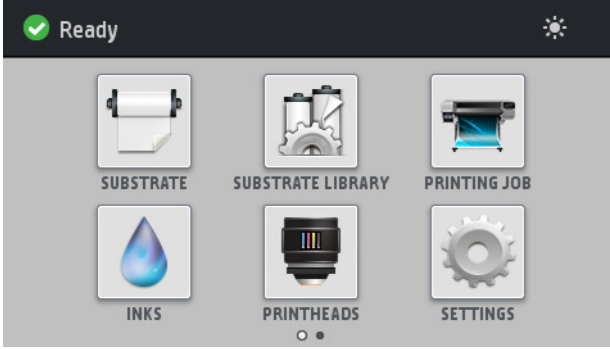 Ready
SUBSTRATE
SUBSTRATE LIBRARY
PRINTING JOB
INKS
PRINTHEADS
SETTINGS